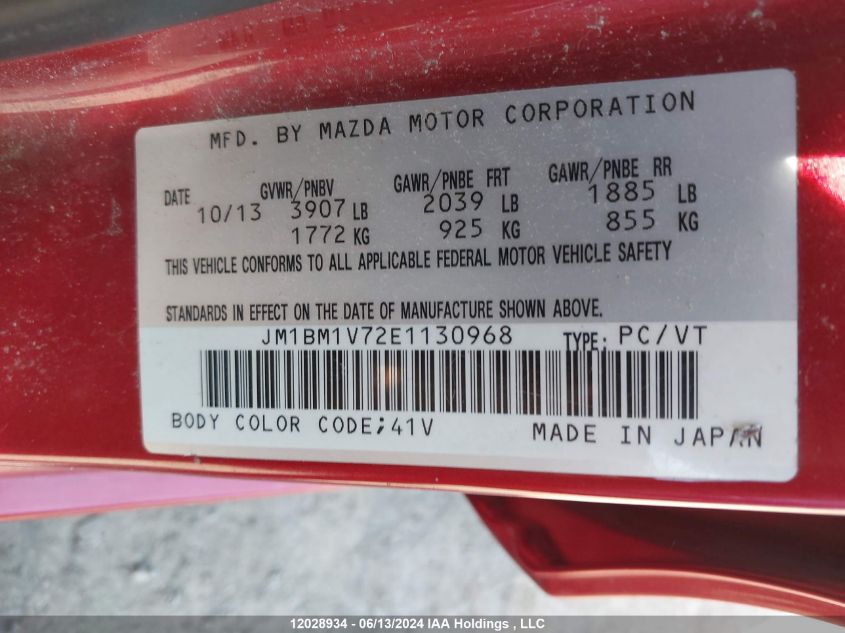 MFD. BY MAZDA MOTOR CORPORATION
DATE GVWR/PNBV GAWR/PNBE FRT GAWR/PNBE RR
10/13 3907 LB 2039 LB 1885 LB
1772 KG 925 KG 855 KG
THIS VEHICLE CONFORMS TO ALL APPLICABLE FEDERAL MOTOR VEHICLE SAFETY
STANDARDS IN EFFECT ON THE DATE OF MANUFACTURE SHOWN ABOVE.
JM1BM1V72E1130968 TYPE: PC/VT
BODY COLOR CODE;41V MADE IN JAPAN
12028934 - 06/13/2024 IAA Holdings , LLC